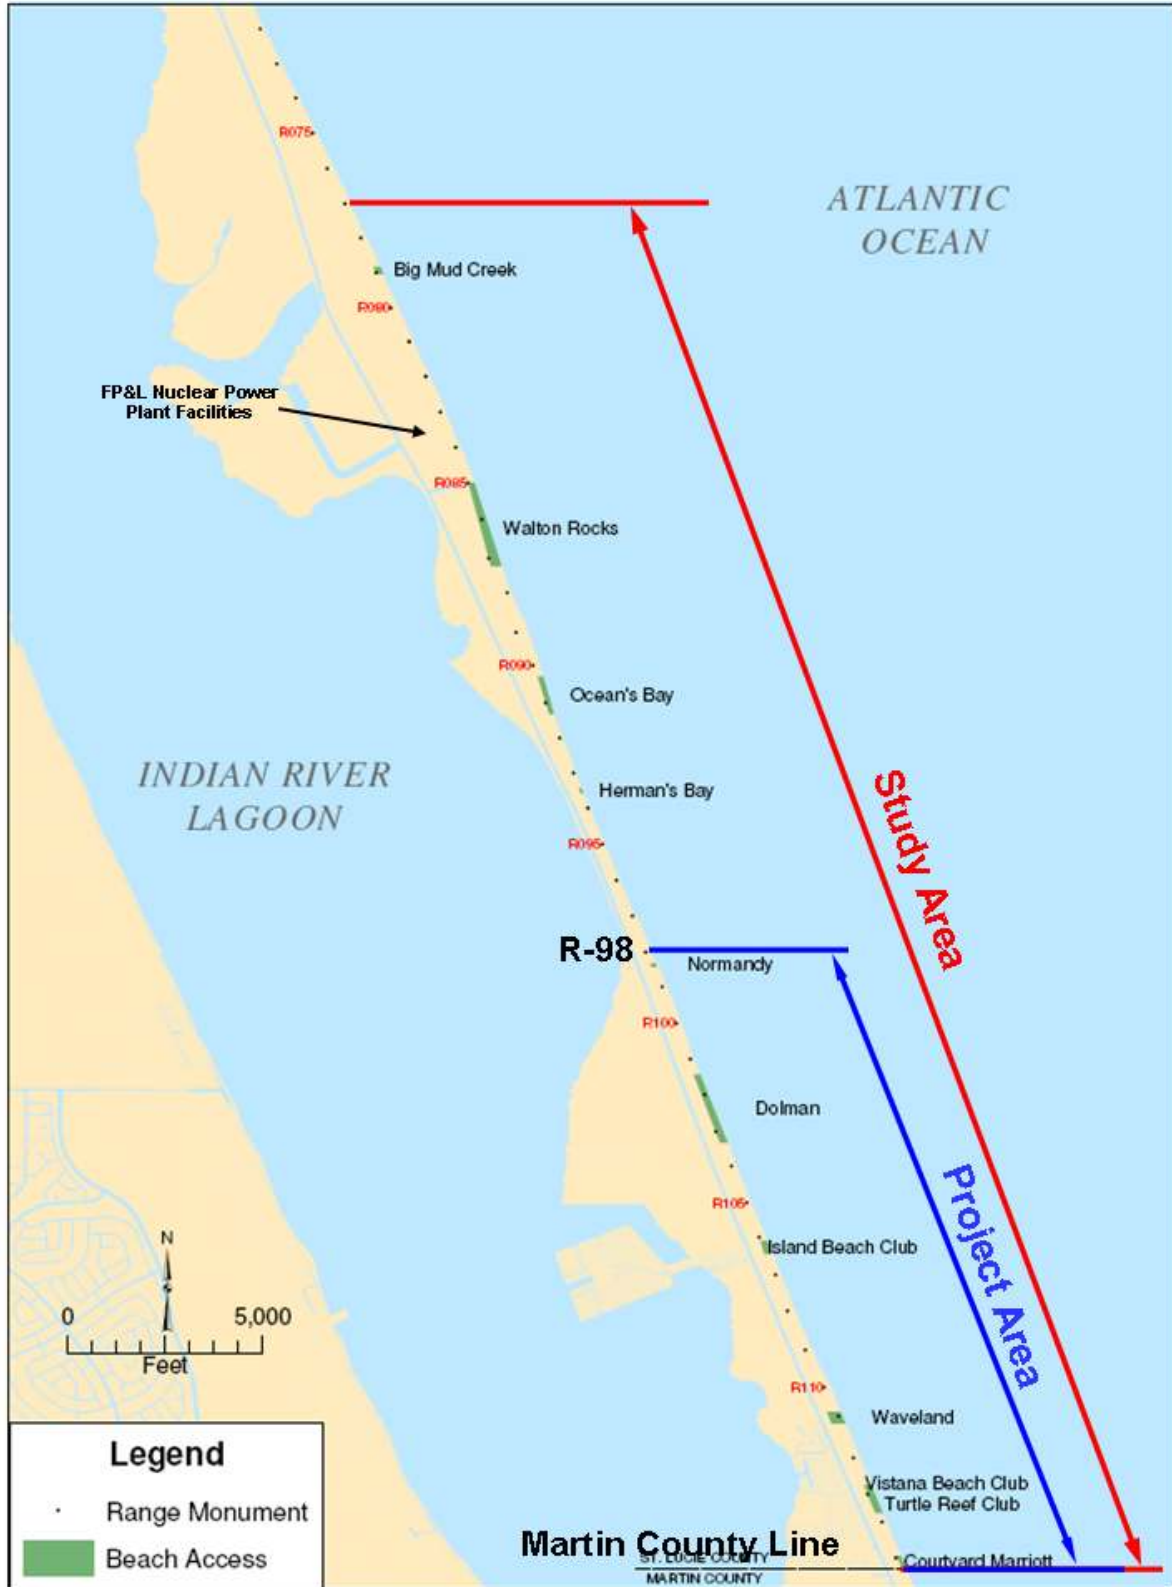 R075
ATLANTIC
OCEAN
Big Mud Creek
R080
FP&L Nuclear Power
Plant Facilities
R085
Walton Rocks
R090
Ocean's Bay
INDIAN RIVER
LAGOON
Herman's Bay
Study Area
R095
R-98
Normandy
R100
Dolman
Project Area
R105
Island Beach Club
N
0 5,000
Feet
R110
Waveland
Legend
Range Monument
Beach Access
Vistana Beach Club
Turtle Reef Club
Martin County Line
ST. LUCIE COUNTY
MARTIN COUNTY
Courtyard Marriott